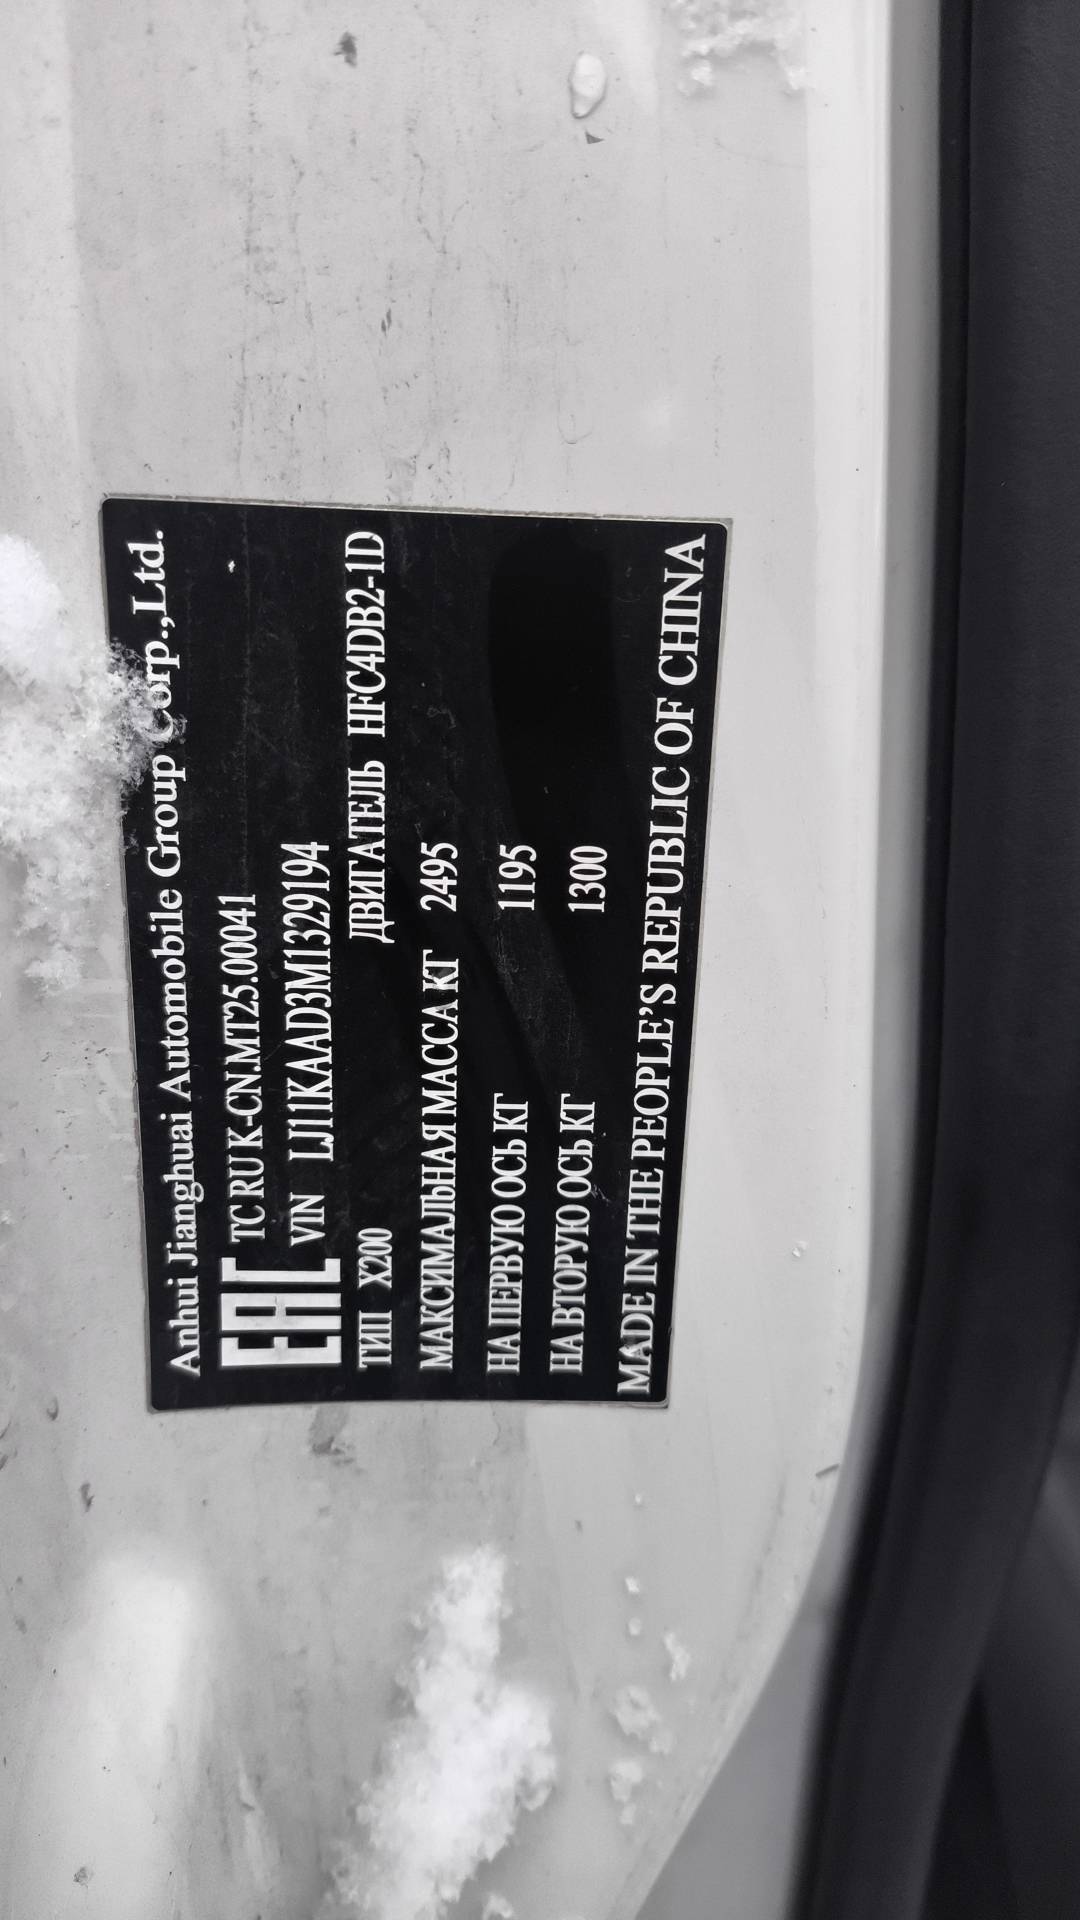 Anhui Jianghuai Automobile Group Corp.,Ltd.
EAC TC RU K-CN.MT25.00041
VIN LJ11KAAD3M1329194
ТИП X200 ДВИГАТЕЛЬ HFC4DB2-1D
МАКСИМАЛЬНАЯ МАССА КГ 2495
НА ПЕРВУЮ ОСЬ КГ 1195
НА ВТОРУЮ ОСЬ КГ 1300
MADE IN THE PEOPLE'S REPUBLIC OF CHINA